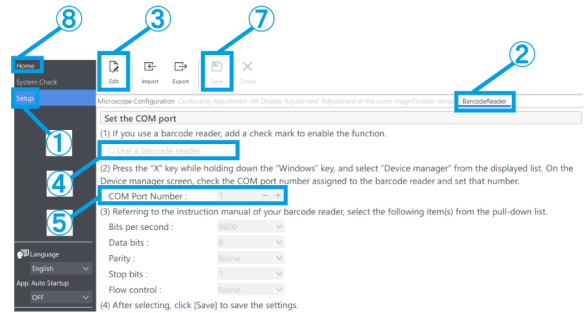 ⑧
③
⑦
②
Home
System Check
Setup
①
④
⑤
Edit
Import
Export
Save
Cancel
Microscope Configuration Confocality Adjustment AR Display Adjustment Adjustment of the zoom magnification sensor BarcodeReader
Set the COM port
(1) If you use a barcode reader, add a check mark to enable the function.
Use a barcode reader
(2) Press the "X" key while holding down the "Windows" key, and select "Device manager" from the displayed list. On the
Device manager screen, check the COM port number assigned to the barcode reader and set that number.
COM Port Number : 1 − +
(3) Referring to the instruction manual of your barcode reader, select the following item(s) from the pull-down list.
Bits per second : 9600
Data bits : 8
Parity : None
Stop bits : 1
Flow control : None
(4) After selecting, click [Save] to save the settings.
Language
English
App. Auto Startup
OFF